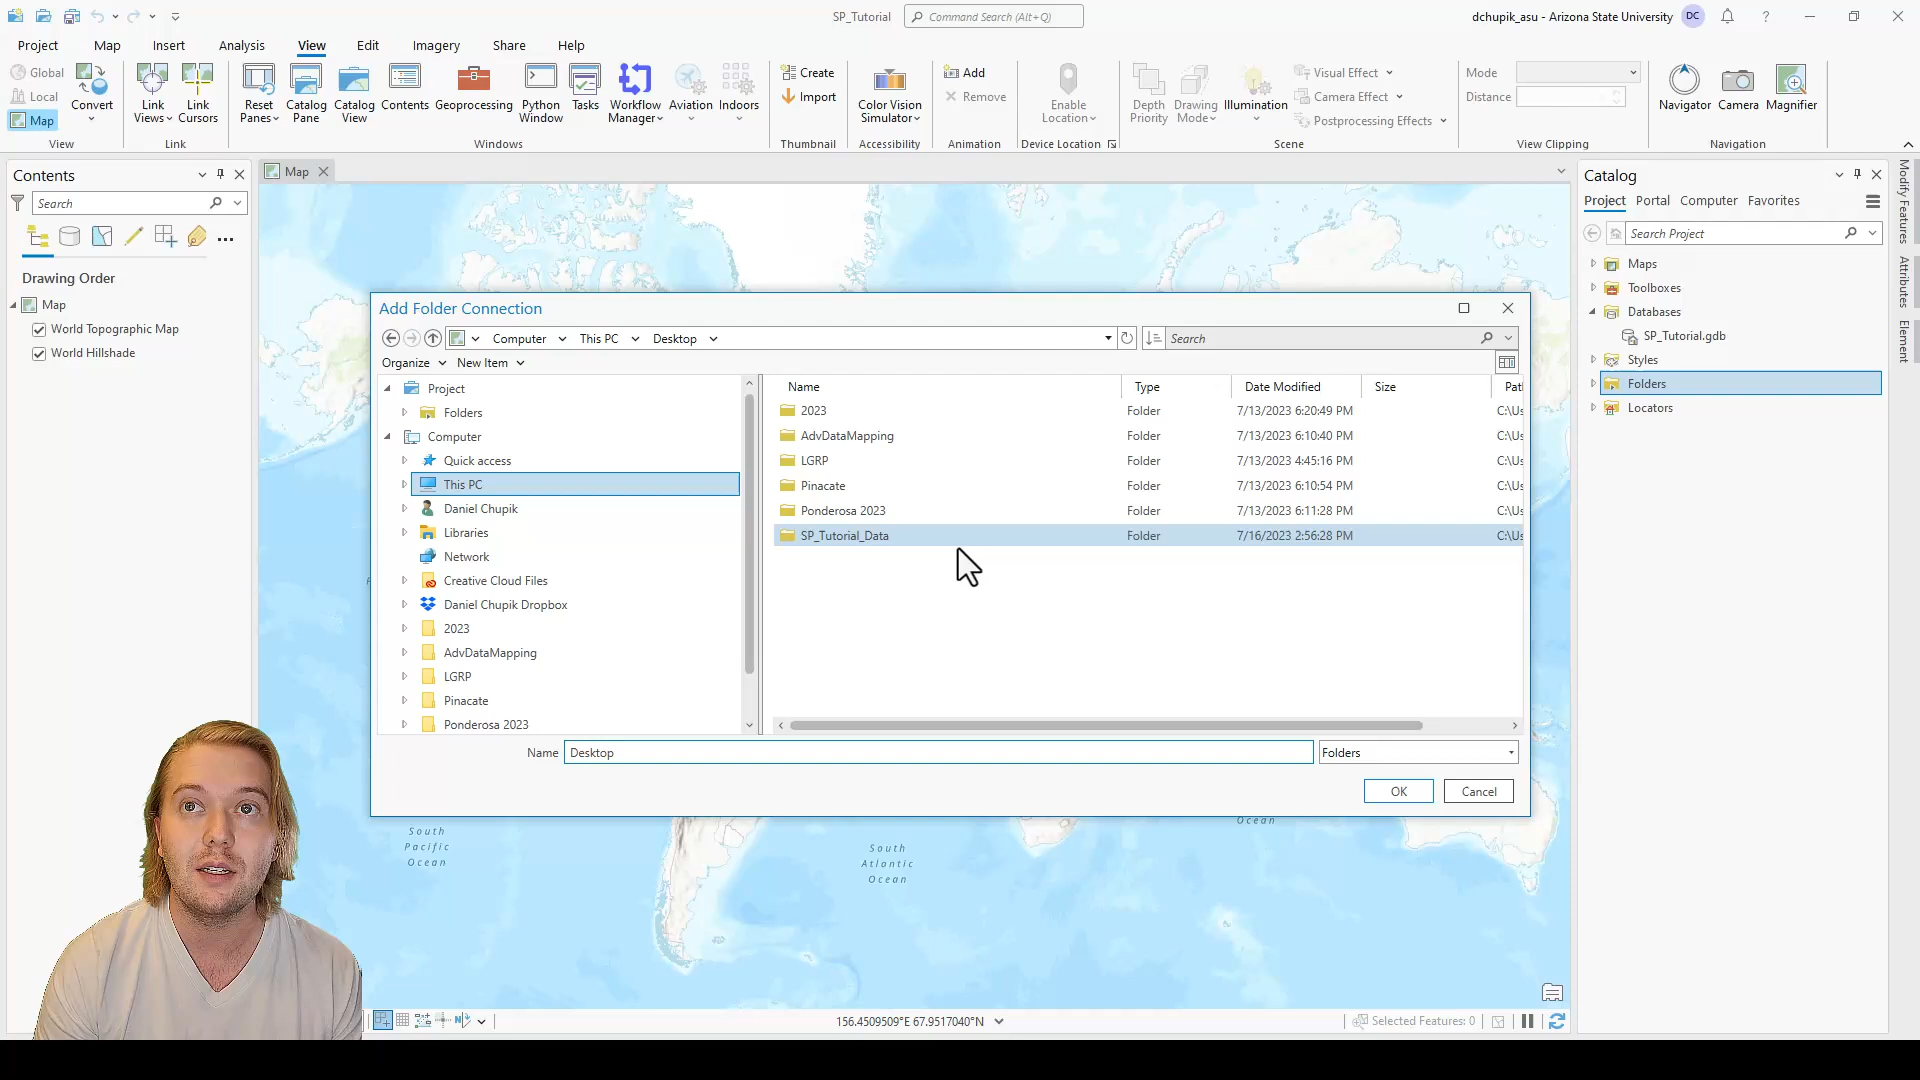 SP_Tutorial
Command Search (Alt+Q)
dchupik_asu - Arizona State University
DC
?
Project
Map
Insert
Analysis
View
Edit
Imagery
Share
Help
Global
Local
Map
Convert
View
Link Views
Link Cursors
Link
Reset Panes
Catalog Pane
Catalog View
Contents
Geoprocessing
Python Window
Tasks
Workflow Manager
Aviation
Indoors
Windows
Create
Import
Thumbnail
Color Vision Simulator
Accessibility
Add
Remove
Animation
Enable Location
Device Location
Depth Priority
Drawing Mode
Illumination
Visual Effect
Camera Effect
Postprocessing Effects
Scene
Mode
Distance
View Clipping
Navigator
Camera
Magnifier
Navigation
Contents
Search
Drawing Order
Map
World Topographic Map
World Hillshade
Map
Add Folder Connection
Computer
This PC
Desktop
Search
Organize
New Item
Project
Folders
Computer
Quick access
This PC
Daniel Chupik
Libraries
Network
Creative Cloud Files
Daniel Chupik Dropbox
2023
AdvDataMapping
LGRP
Pinacate
Ponderosa 2023
Name Type Date Modified Size Pat
2023 Folder 7/13/2023 6:20:49 PM C:\Us
AdvDataMapping Folder 7/13/2023 6:10:40 PM C:\Us
LGRP Folder 7/13/2023 4:45:16 PM C:\Us
Pinacate Folder 7/13/2023 6:10:54 PM C:\Us
Ponderosa 2023 Folder 7/13/2023 6:11:28 PM C:\Us
SP_Tutorial_Data Folder 7/16/2023 2:56:28 PM C:\Us
Name
Desktop
Folders
OK
Cancel
South
Pacific
Ocean
South
Atlantic
Ocean
Ocean
156.4509509°E 67.9517040°N
Selected Features: 0
Catalog
Project
Portal
Computer
Favorites
Search Project
Maps
Toolboxes
Databases
SP_Tutorial.gdb
Styles
Folders
Locators
Modify Features
Attributes
Element